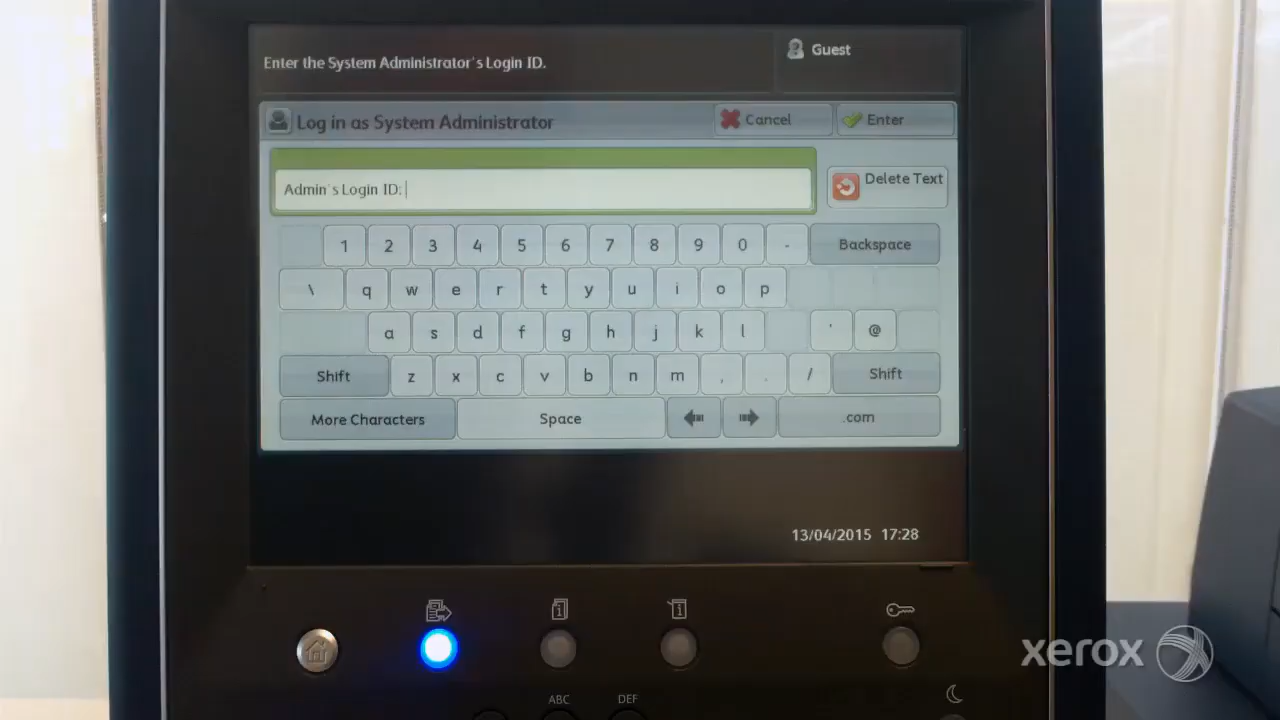 Enter the System Administrator's Login ID.
Guest
Log in as System Administrator
Cancel
Enter
Admin's Login ID:
Delete Text
1 2 3 4 5 6 7 8 9 0 - Backspace
\ q w e r t y u i o p
a s d f g h j k l ' @
Shift z x c v b n m , . / Shift
More Characters Space .com
13/04/2015 17:28
ABC DEF
xerox